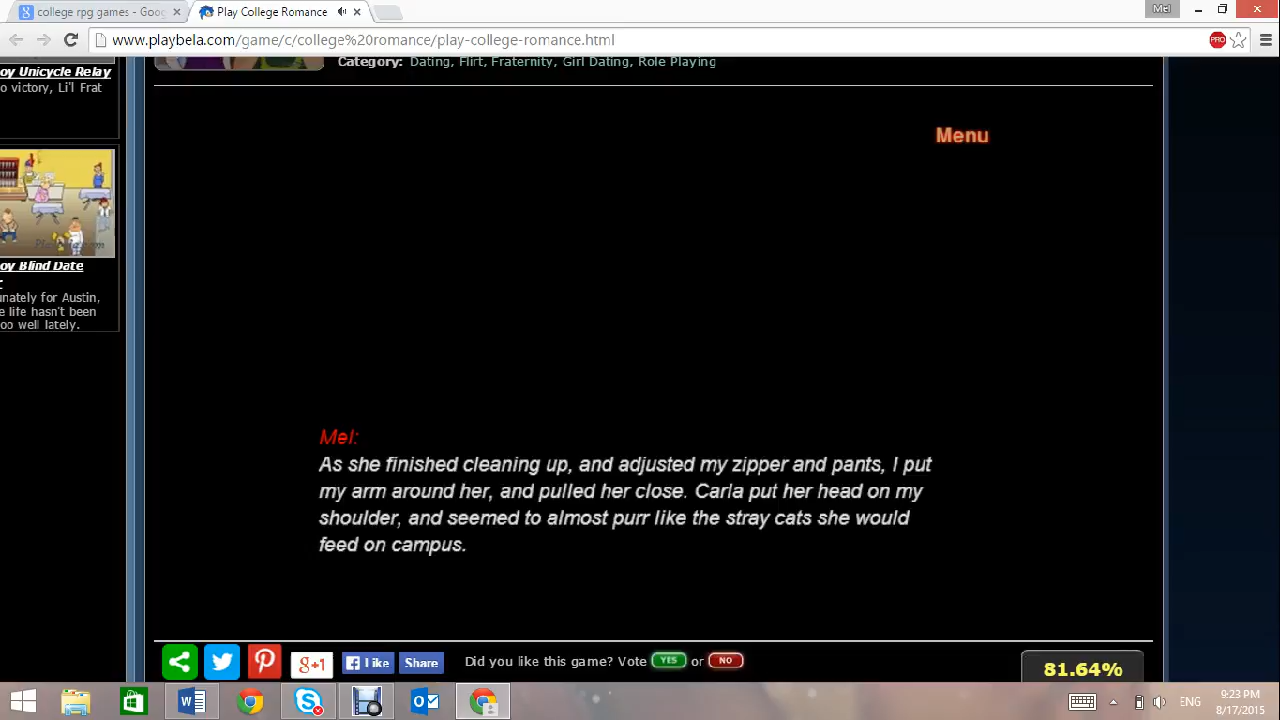 college rpg games - Goog
Play College Romance
Mel
www.playbela.com/game/c/college%20romance/play-college-romance.html
PRO
oy Unicycle Relay
o victory, Li'l Frat
Category: Dating, Flirt, Fraternity, Girl Dating, Role Playing
Menu
oy Blind Date
r
unately for Austin,
e life hasn't been
oo well lately.
Mel:
As she finished cleaning up, and adjusted my zipper and pants, I put
my arm around her, and pulled her close. Carla put her head on my
shoulder, and seemed to almost purr like the stray cats she would
feed on campus.
g+1
Like
Share
Did you like this game? Vote YES or NO
81.64%
ENG
9:23 PM
8/17/2015